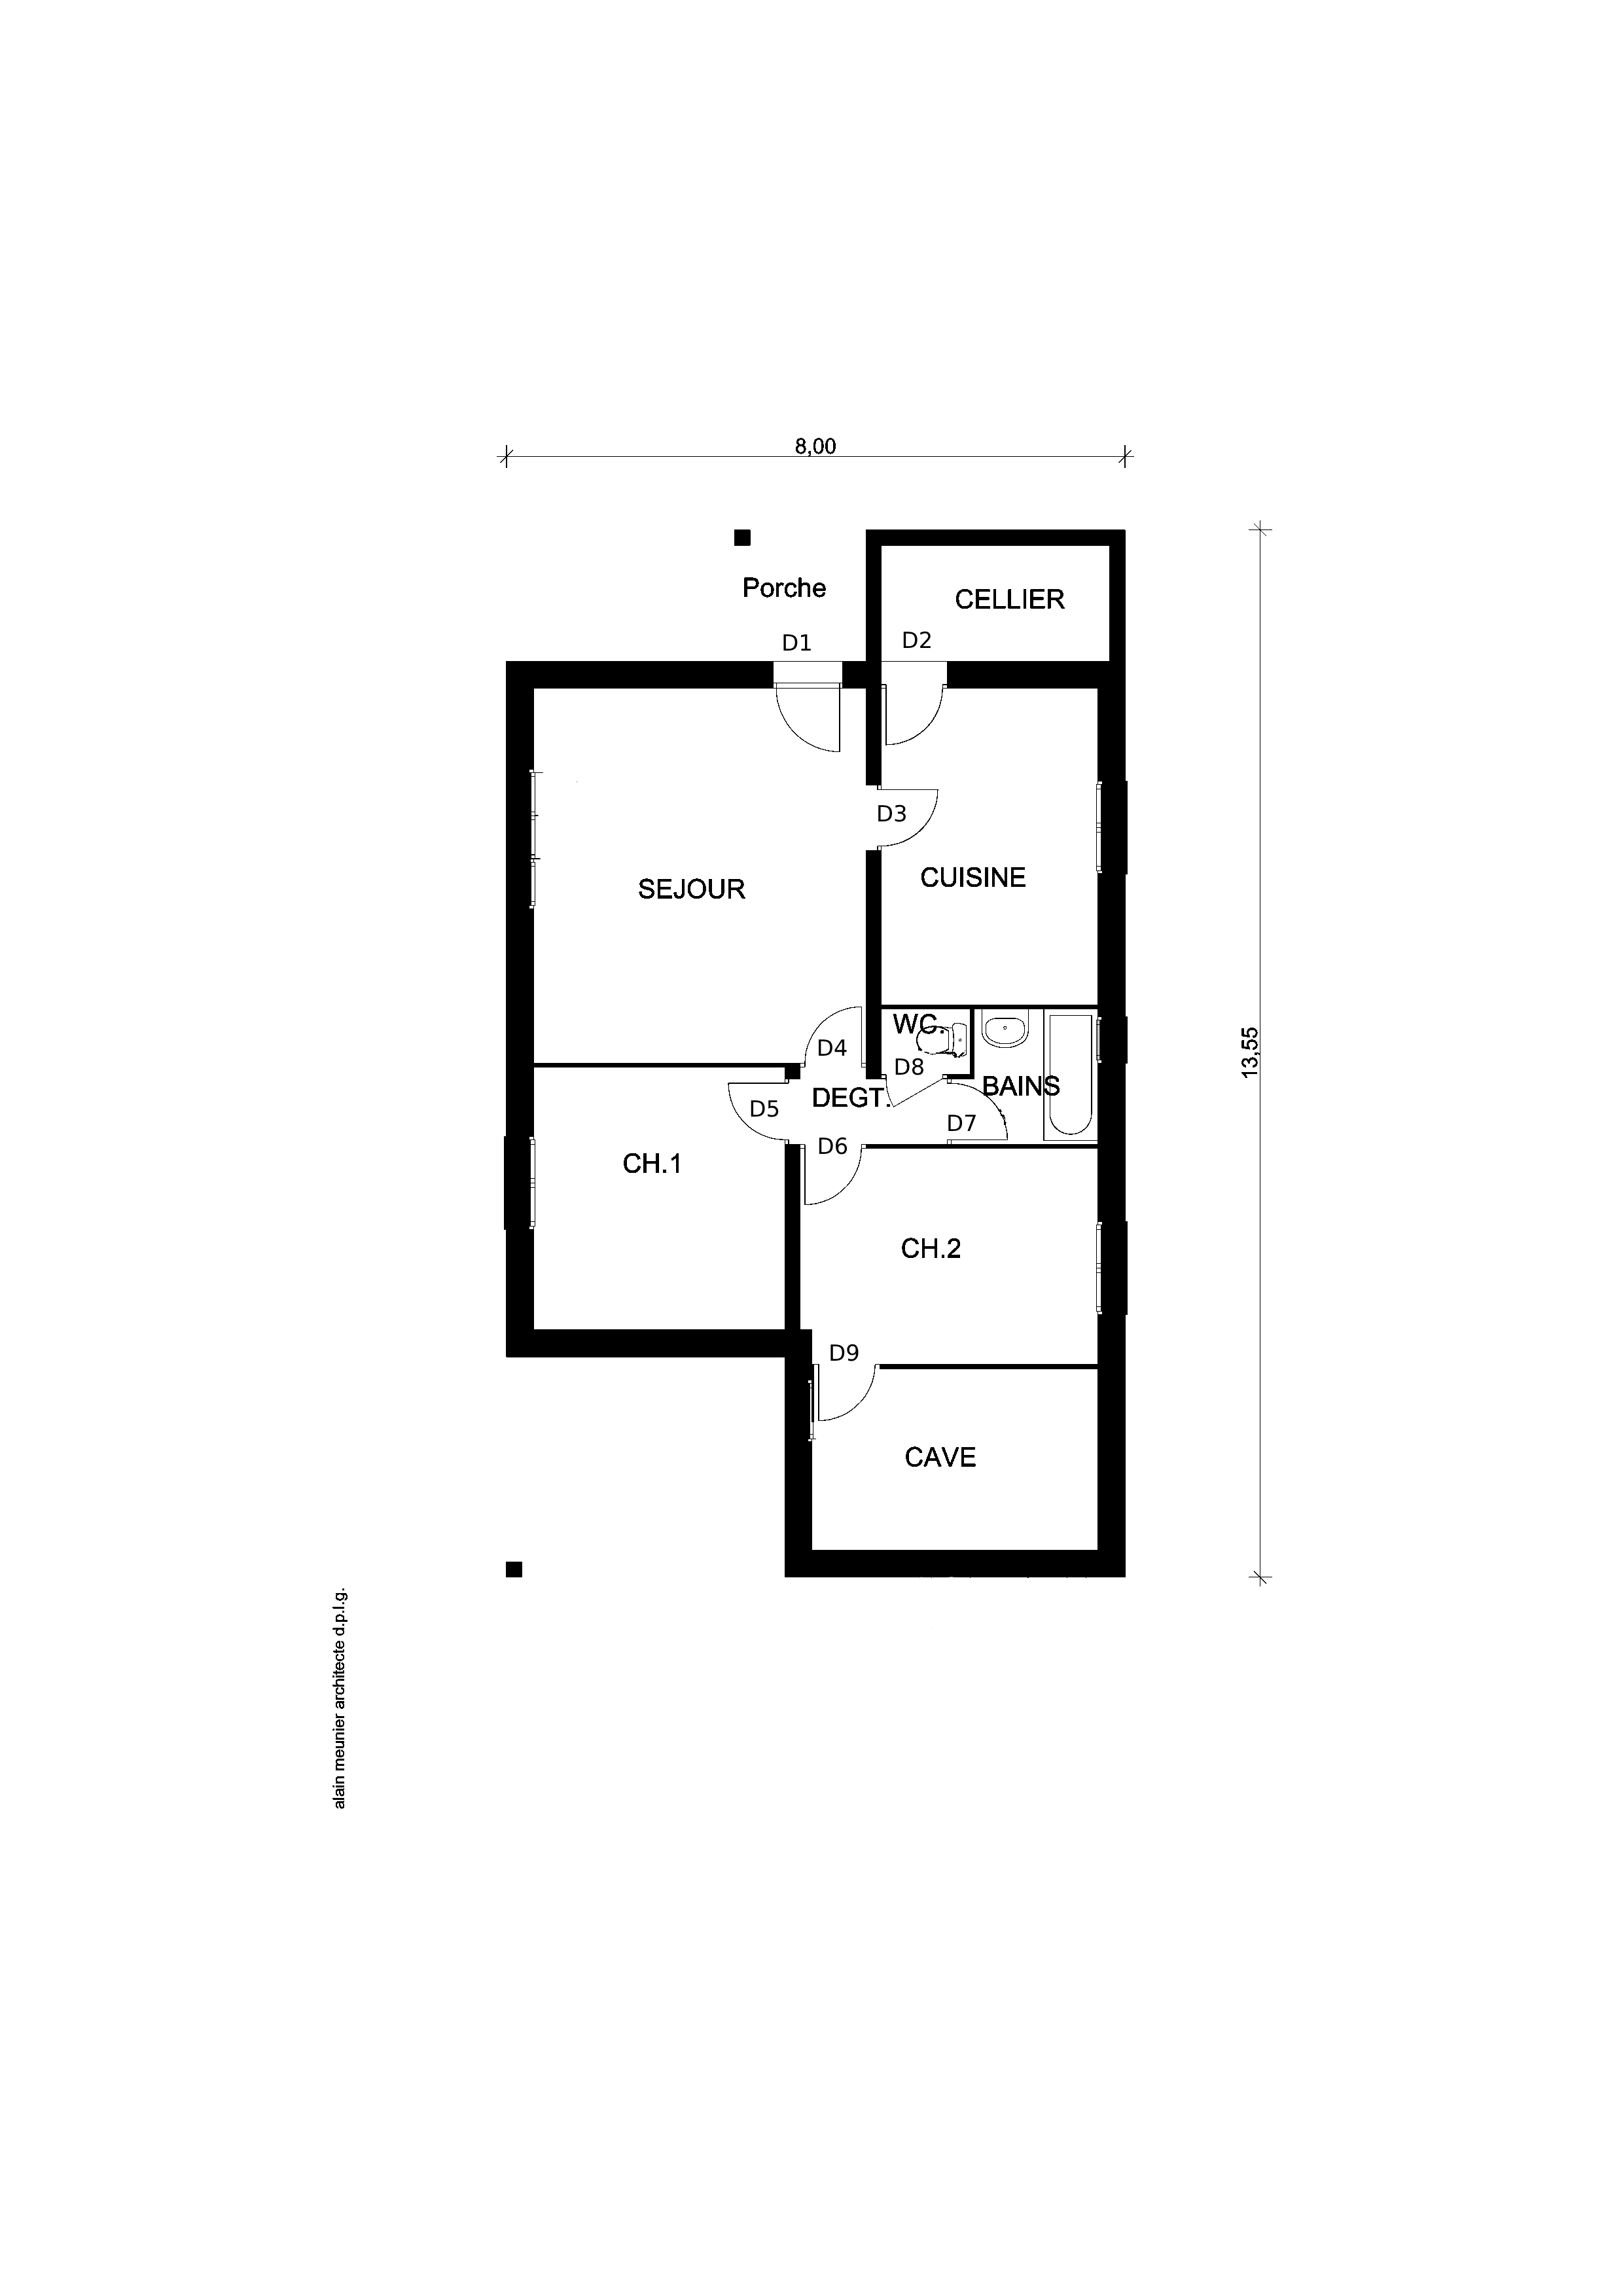 8,00
Porche
CELLIER
D1
D2
D3
CUISINE
SEJOUR
WC.
D4
D8
BAINS
DEGT.
D5
D7
D6
CH.1
CH.2
D9
CAVE
13,55
alain meunier architecte d.p.l.g.